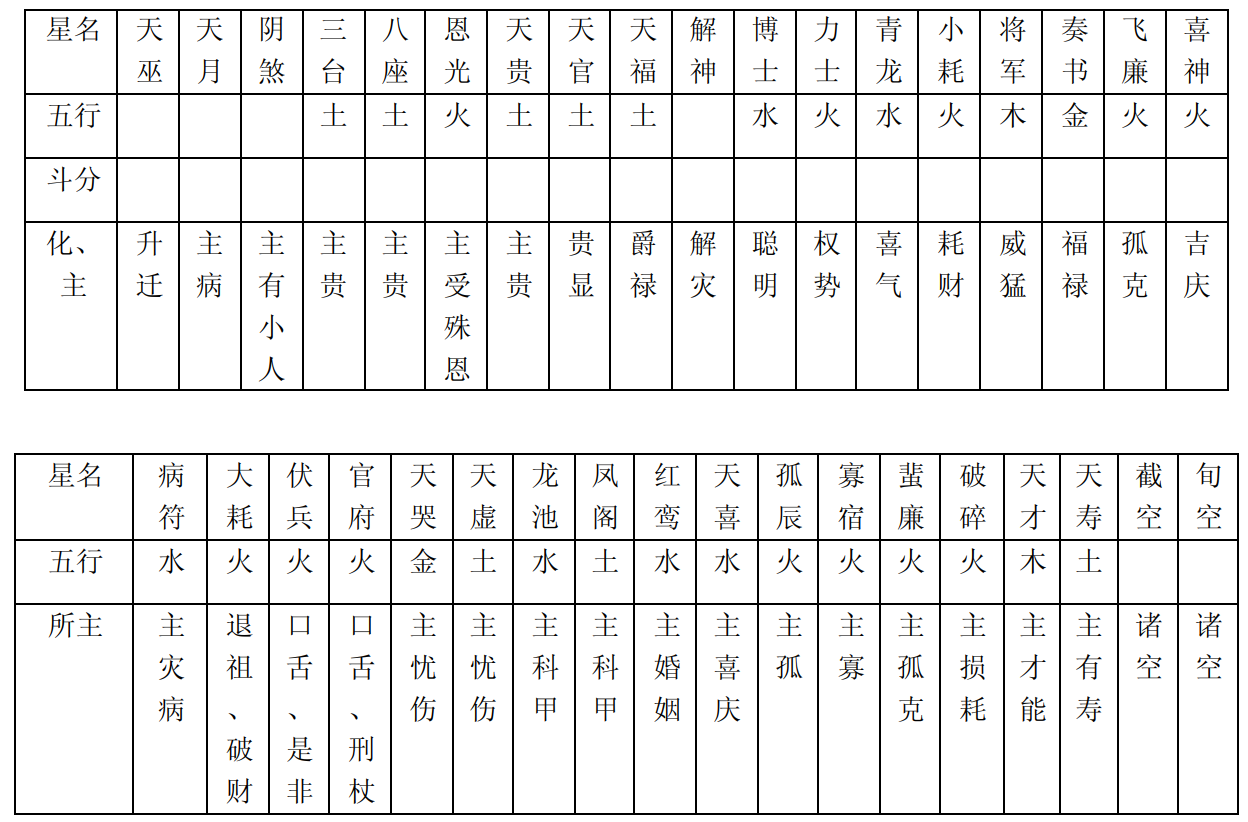 星名 天巫 天月 阴煞 三台 八座 恩光 天贵 天官 天福 解神 博士 力士 青龙 小耗 将军 奏书 飞廉 喜神
五行 土 土 火 土 土 土 水 火 水 火 木 金 火 火
斗分
化、主 升迁 主病 主有小人 主贵 主贵 主受殊恩 主贵 贵显 爵禄 解灾 聪明 权势 喜气 耗财 威猛 福禄 孤克 吉庆
星名 病符 大耗 伏兵 官府 天哭 天虚 龙池 凤阁 红鸾 天喜 孤辰 寡宿 蜚廉 破碎 天才 天寿 截空 旬空
五行 水 火 火 火 金 土 水 土 水 水 火 火 火 火 木 土
所主 主灾病 退祖、破财 口舌、是非 口舌、刑杖 主忧伤 主忧伤 主科甲 主科甲 主婚姻 主喜庆 主孤 主寡 主孤克 主损耗 主才能 主有寿 诸空 诸空